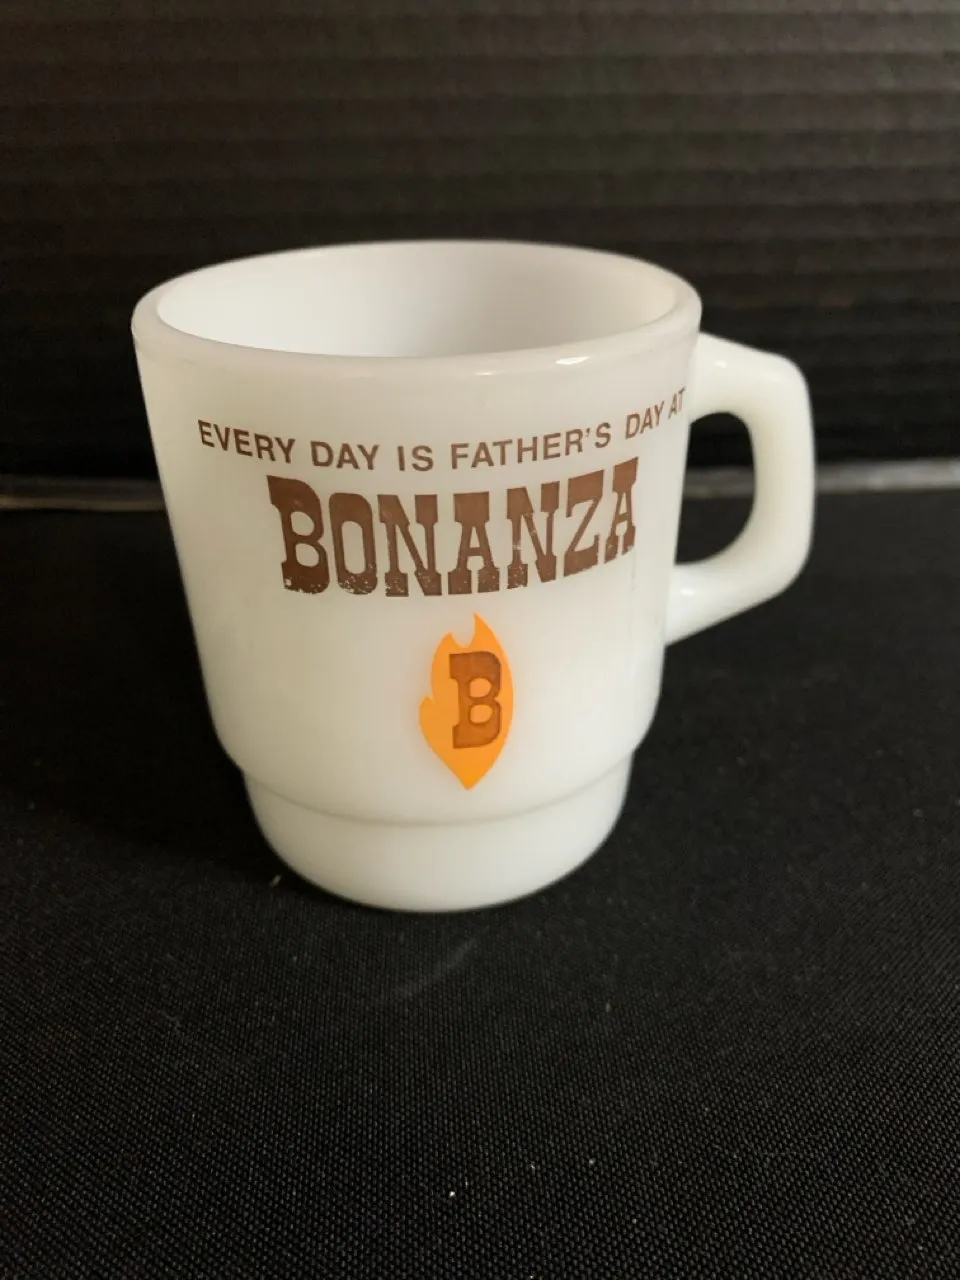 EVERY DAY IS FATHER'S DAY AT
BONANZA
B